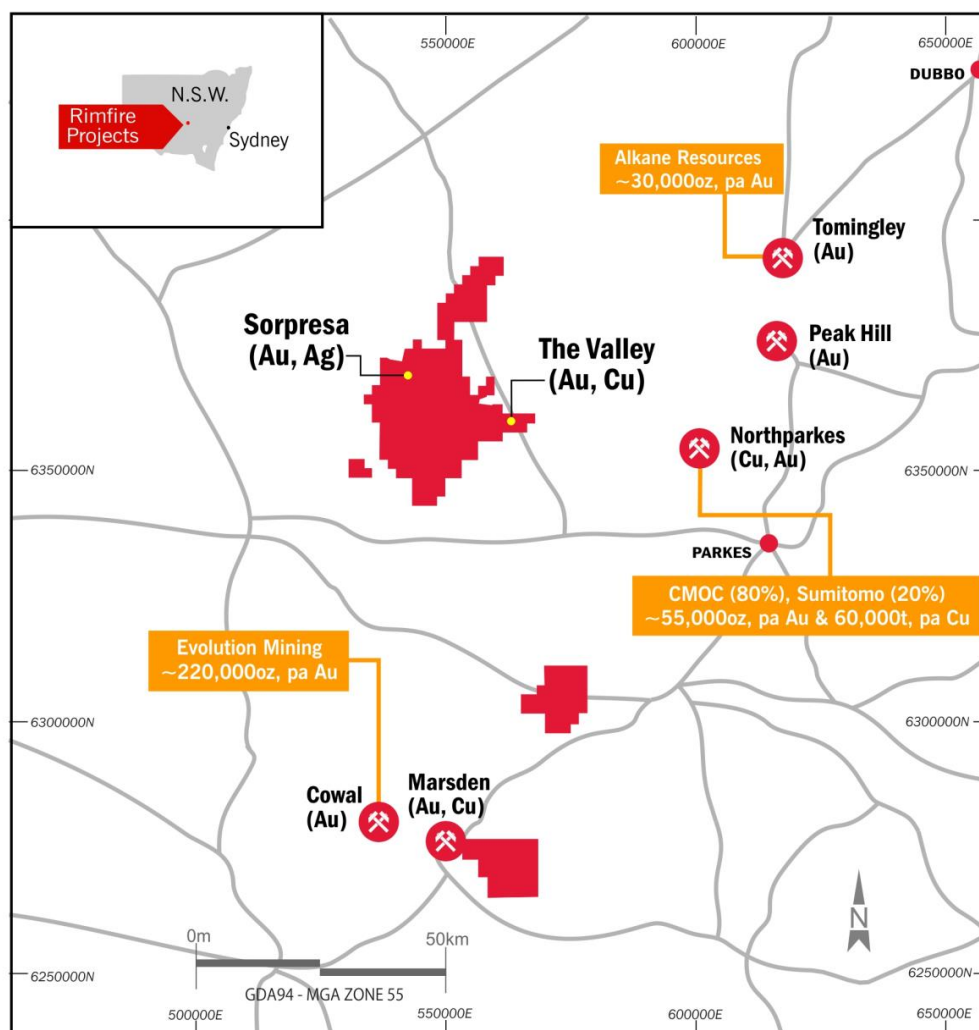 550000E
600000E
650000E
DUBBO
N.S.W.
Rimfire
Projects
Sydney
Alkane Resources
~30,000oz, pa Au
Tomingley
(Au)
Sorpresa
(Au, Ag)
The Valley
(Au, Cu)
Peak Hill
(Au)
Northparkes
(Cu, Au)
6350000N
6350000N
PARKES
CMOC (80%), Sumitomo (20%)
~55,000oz, pa Au & 60,000t, pa Cu
Evolution Mining
~220,000oz, pa Au
6300000N
6300000N
Cowal
(Au)
Marsden
(Au, Cu)
N
0m
50km
6250000N
6250000N
GDA94 - MGA ZONE 55
500000E
550000E
600000E
650000E